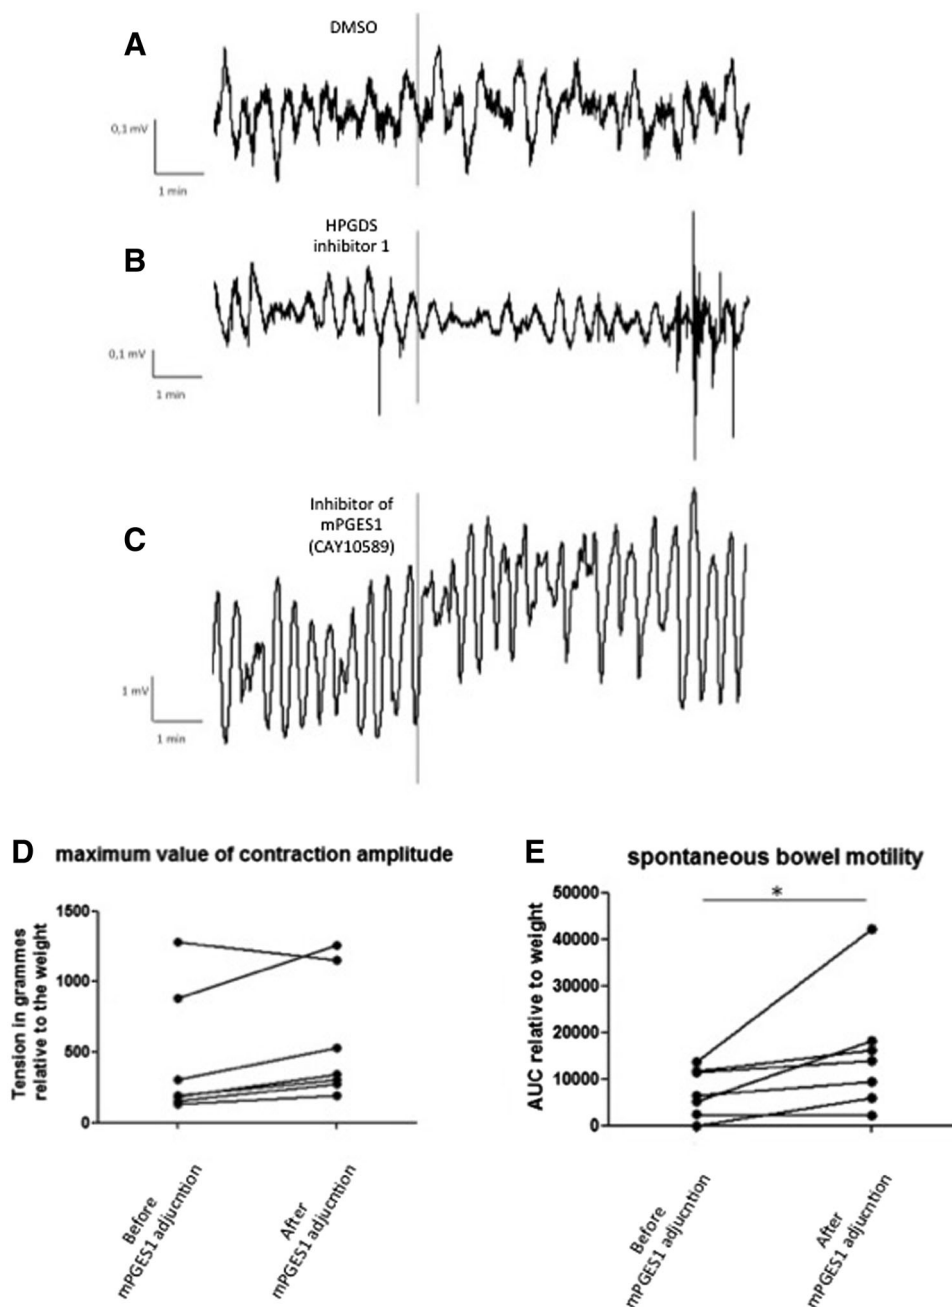 A
DMSO
0,1 mV
1 min
B
HPGDS
inhibitor 1
0,1 mV
1 min
C
Inhibitor of
mPGES1
(CAY10589)
1 mV
1 min
D
maximum value of contraction amplitude
Tension in grammes
relative to the weight
1500
1000
500
0
Before
mPGES1 adjucntion
After
mPGES1 adjucntion
E
spontaneous bowel motility
*
AUC relative to weight
50000
40000
30000
20000
10000
0
Before
mPGES1 adjucntion
After
mPGES1 adjucntion